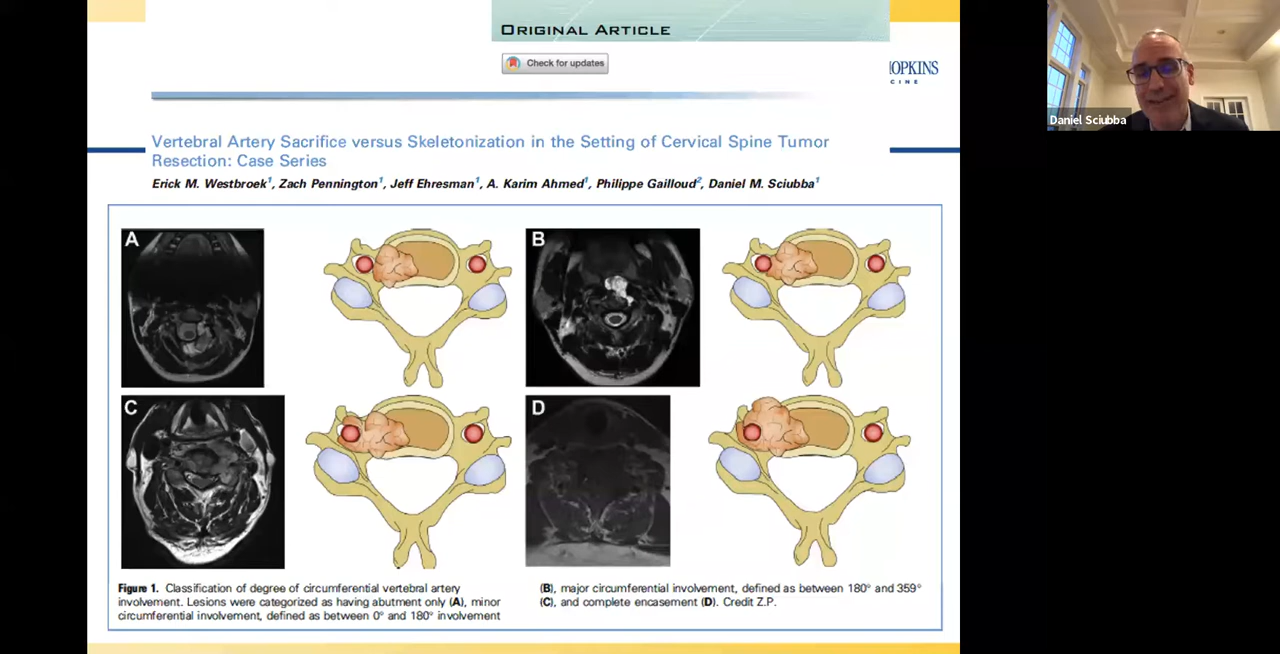 ORIGINAL ARTICLE
Check for updates
OPKINS
CINE
Daniel Sciubba
Vertebral Artery Sacrifice versus Skeletonization in the Setting of Cervical Spine Tumor
Resection: Case Series
Erick M. Westbroek1, Zach Pennington1, Jeff Ehresman1, A. Karim Ahmed1, Philippe Gailloud2, Daniel M. Sciubba1
A
B
C
D
Figure 1. Classification of degree of circumferential vertebral artery
involvement. Lesions were categorized as having abutment only (A), minor
circumferential involvement, defined as between 0° and 180° involvement
(B), major circumferential involvement, defined as between 180° and 359°
(C), and complete encasement (D). Credit Z.P.